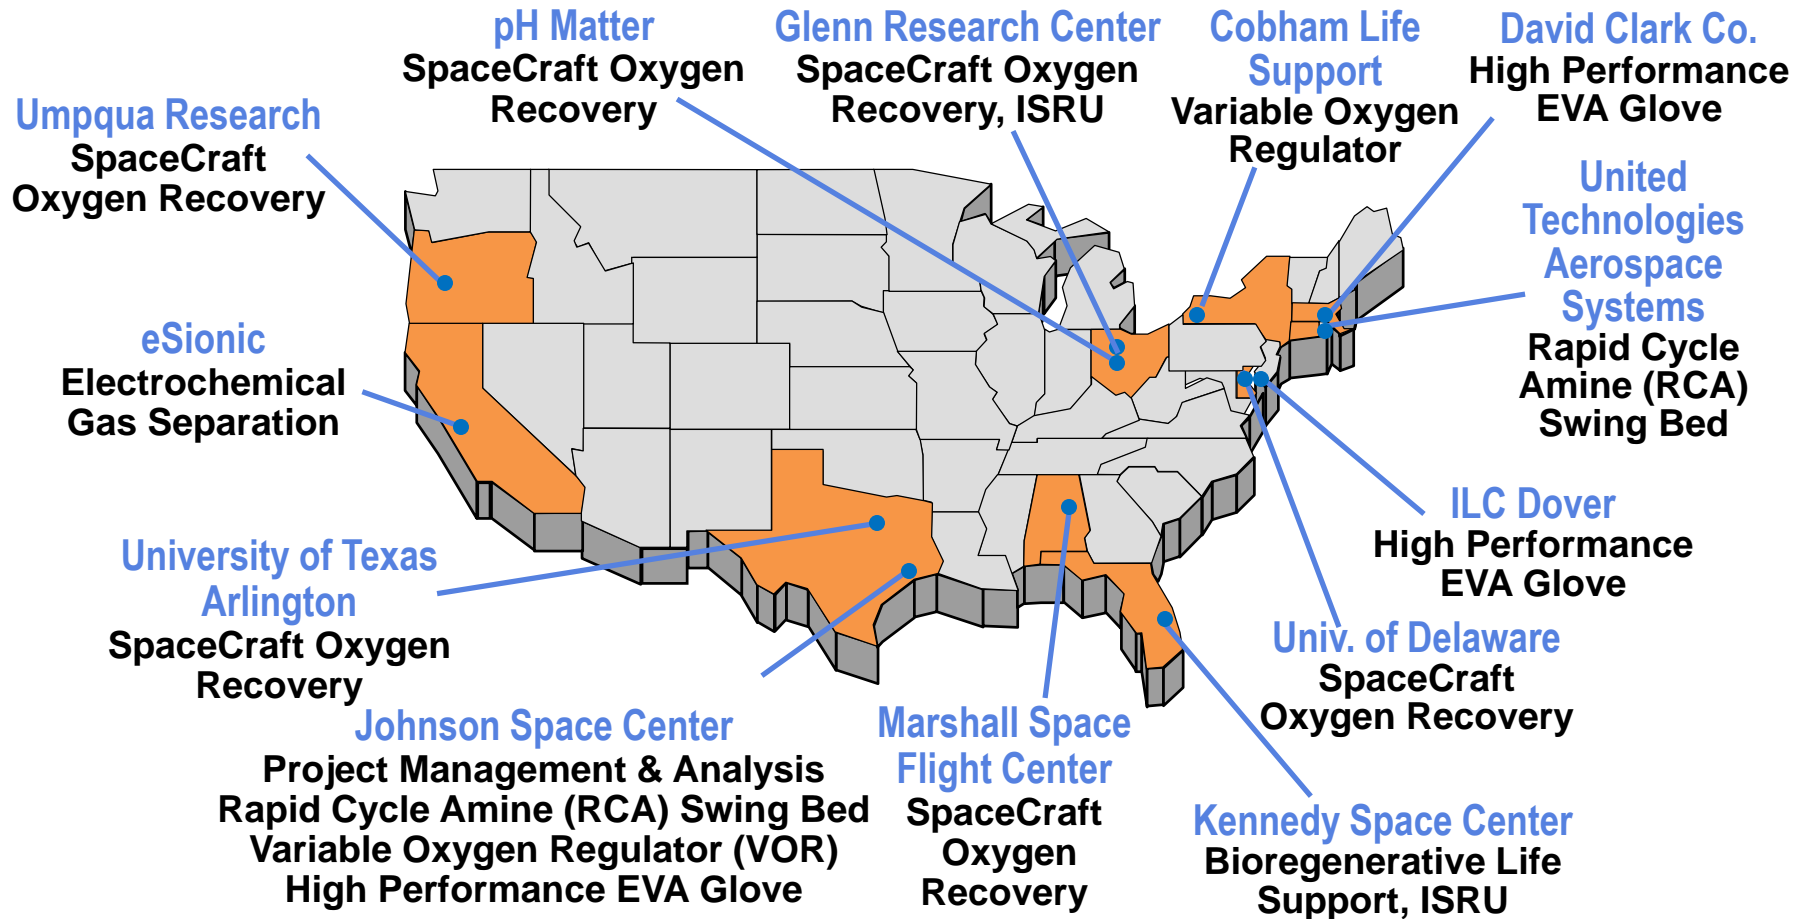 pH Matter
SpaceCraft Oxygen
Recovery
Glenn Research Center
SpaceCraft Oxygen
Recovery, ISRU
Cobham Life
Support
Variable Oxygen
Regulator
David Clark Co.
High Performance
EVA Glove
Umpqua Research
SpaceCraft
Oxygen Recovery
United
Technologies
Aerospace
Systems
Rapid Cycle
Amine (RCA)
Swing Bed
eSionic
Electrochemical
Gas Separation
ILC Dover
High Performance
EVA Glove
University of Texas
Arlington
SpaceCraft Oxygen
Recovery
Univ. of Delaware
SpaceCraft
Oxygen Recovery
Johnson Space Center
Project Management & Analysis
Rapid Cycle Amine (RCA) Swing Bed
Variable Oxygen Regulator (VOR)
High Performance EVA Glove
Marshall Space
Flight Center
SpaceCraft
Oxygen
Recovery
Kennedy Space Center
Bioregenerative Life
Support, ISRU